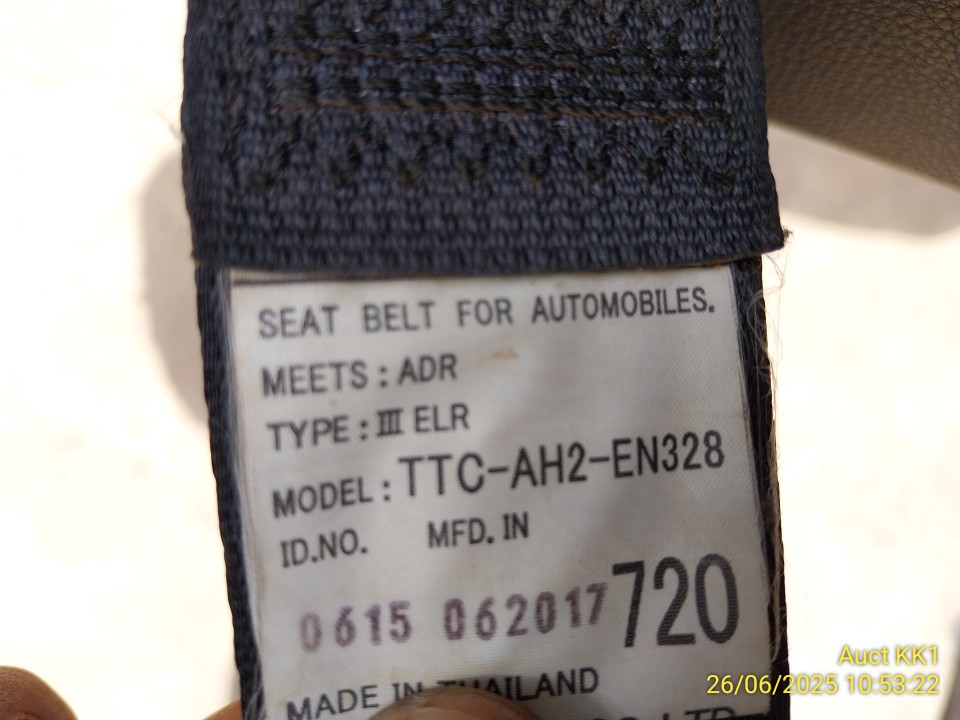 SEAT BELT FOR AUTOMOBILES.
MEETS : ADR
TYPE : III ELR
MODEL : TTC-AH2-EN328
ID.NO. MFD. IN
0615 062017 720
MADE IN THAILAND
LTD
Auct KK1
26/06/2025 10:53:22